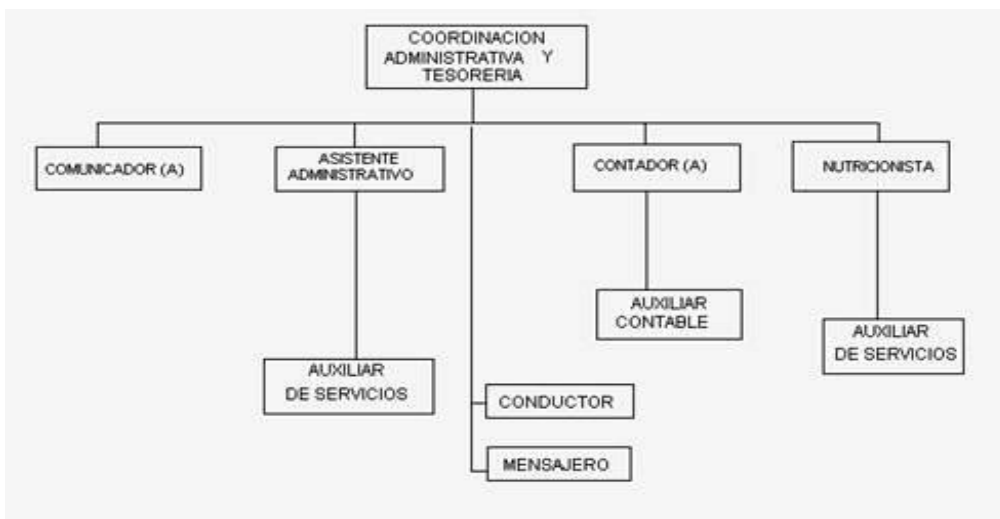 COORDINACION
ADMINISTRATIVA Y
TESORERIA
COMUNICADOR (A)
ASISTENTE
ADMINISTRATIVO
CONTADOR (A)
NUTRICIONISTA
AUXILIAR
CONTABLE
AUXILIAR
DE SERVICIOS
AUXILIAR
DE SERVICIOS
CONDUCTOR
MENSAJERO